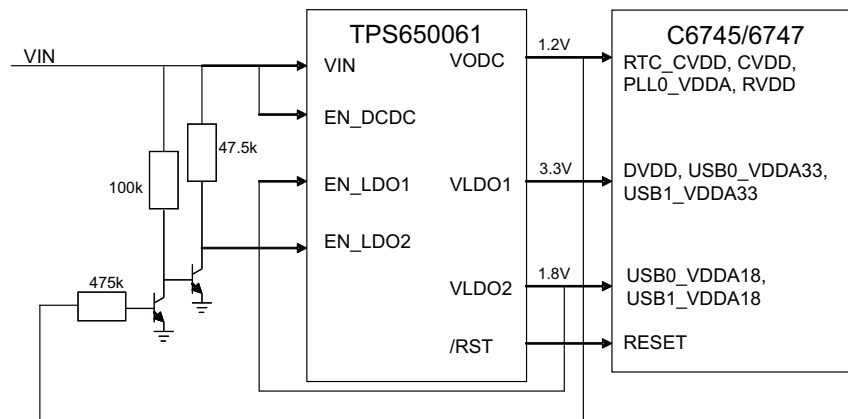 VIN
100k
47.5k
475k
TPS650061
VIN
VODC
EN_DCDC
EN_LDO1
VLDO1
EN_LDO2
VLDO2
/RST
1.2V
3.3V
1.8V
C6745/6747
RTC_CVDD, CVDD,
PLL0_VDDA, RVDD
DVDD, USB0_VDDA33,
USB1_VDDA33
USB0_VDDA18,
USB1_VDDA18
RESET